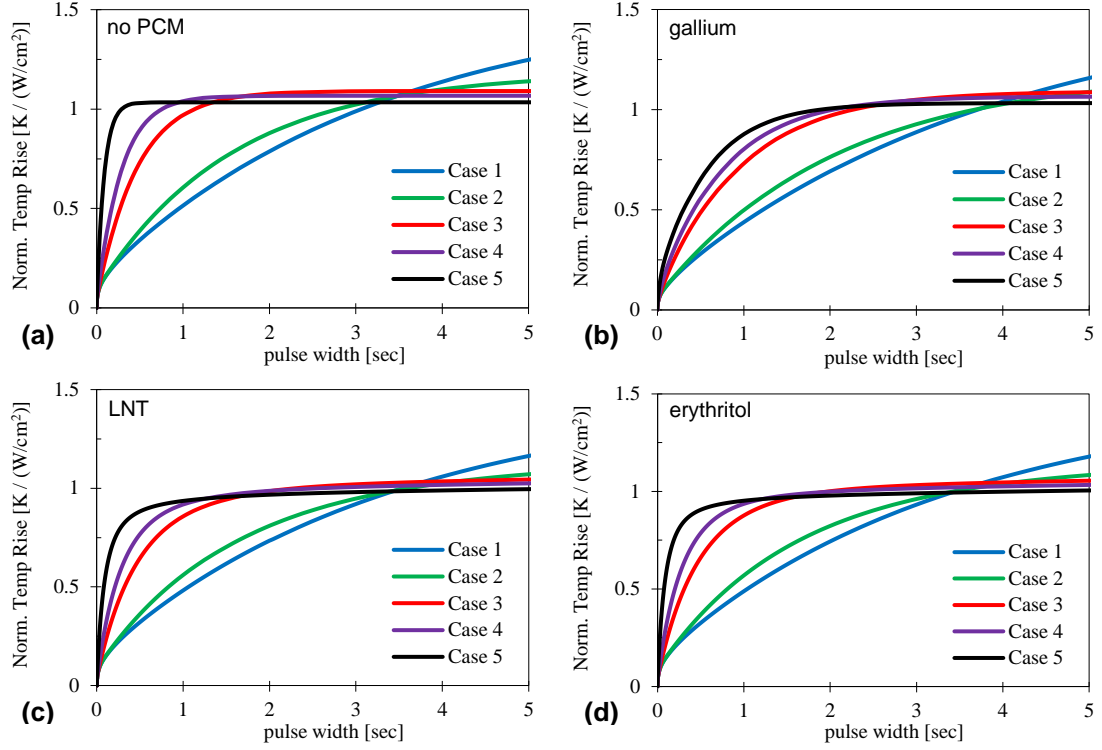 no PCM
Norm. Temp Rise [K / (W/cm²)]
1.5
1
0.5
0
Case 1
Case 2
Case 3
Case 4
Case 5
0 1 2 3 4 5
pulse width [sec]
(a)
gallium
Norm. Temp Rise [K / (W/cm²)]
1.5
1
0.5
0
Case 1
Case 2
Case 3
Case 4
Case 5
0 1 2 3 4 5
pulse width [sec]
(b)
LNT
Norm. Temp Rise [K / (W/cm²)]
1.5
1
0.5
0
Case 1
Case 2
Case 3
Case 4
Case 5
0 1 2 3 4 5
pulse width [sec]
(c)
erythritol
Norm. Temp Rise [K / (W/cm²)]
1.5
1
0.5
0
Case 1
Case 2
Case 3
Case 4
Case 5
0 1 2 3 4 5
pulse width [sec]
(d)